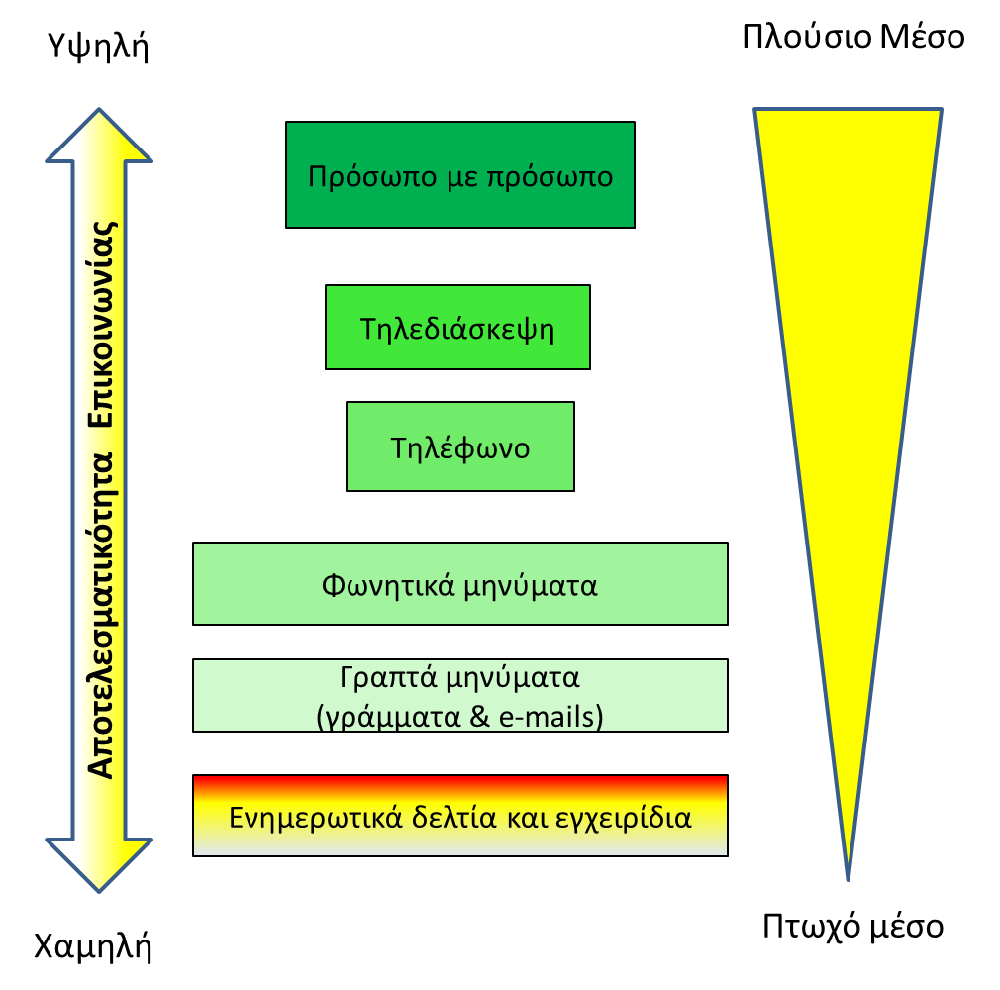 Υψηλή
Πλούσιο Μέσο
Πρόσωπο με πρόσωπο
Τηλεδιάσκεψη
Τηλέφωνο
Αποτελεσματικότητα Επικοινωνίας
Φωνητικά μηνύματα
Γραπτά μηνύματα
(γράμματα & e-mails)
Ενημερωτικά δελτία και εγχειρίδια
Χαμηλή
Πτωχό μέσο